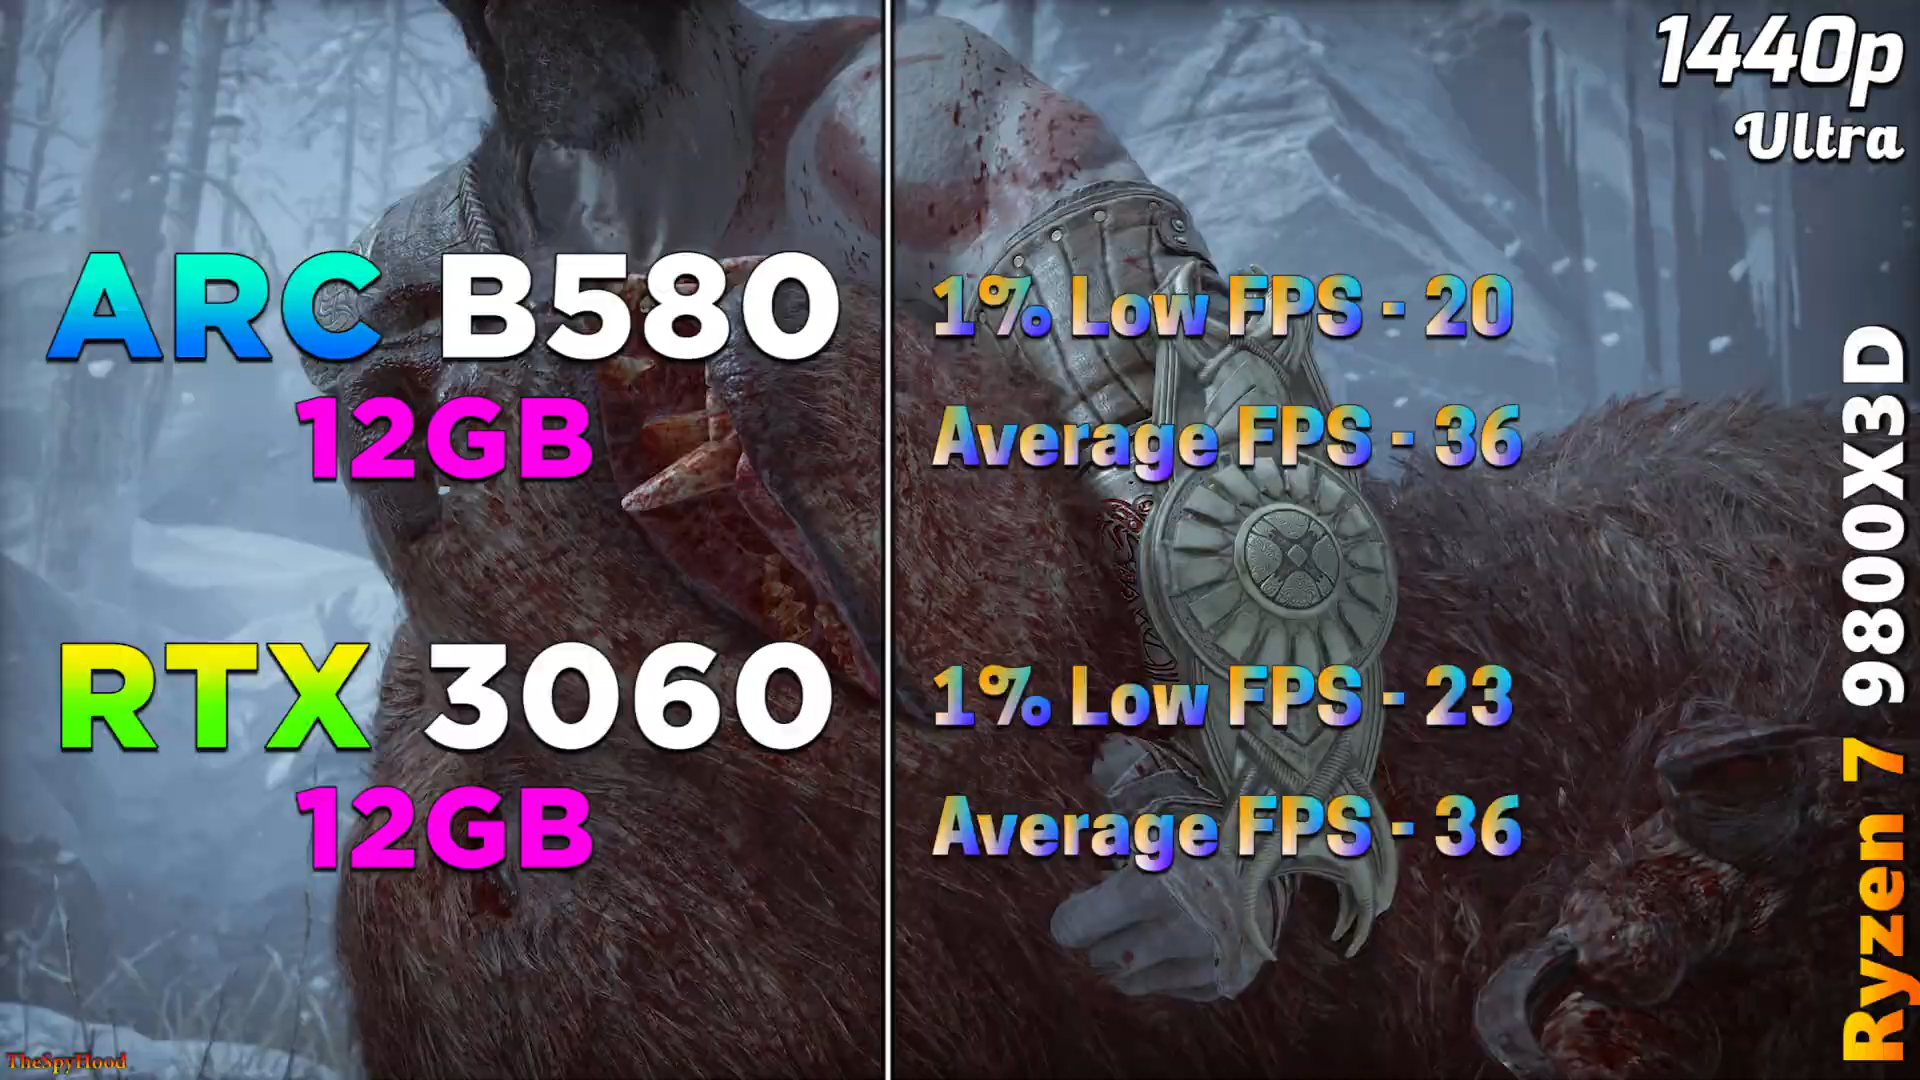 1440p
Ultra
ARC B580
12GB
1% Low FPS - 20
Average FPS - 36
RTX 3060
12GB
1% Low FPS - 23
Average FPS - 36
Ryzen 7 9800X3D
TheSpyHood